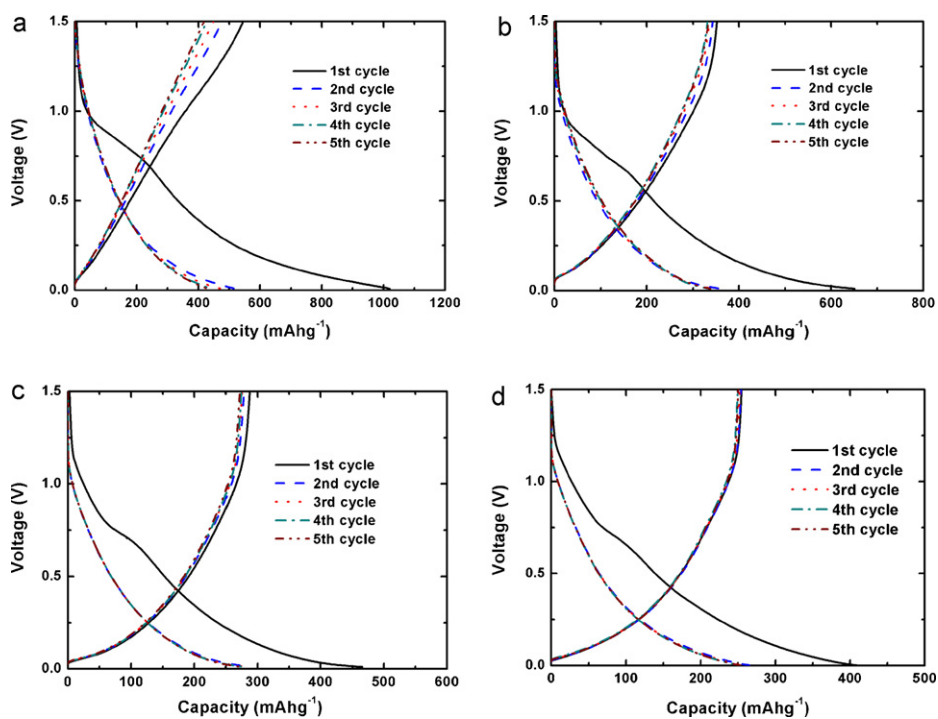 a
1.5
1.0
0.5
0.0
Voltage (V)
1st cycle
2nd cycle
3rd cycle
4th cycle
5th cycle
0 200 400 600 800 1000 1200
Capacity (mAhg-1)
b
1.5
1.0
0.5
0.0
Voltage (V)
1st cycle
2nd cycle
3rd cycle
4th cycle
5th cycle
0 200 400 600 800
Capacity (mAhg-1)
c
1.5
1.0
0.5
0.0
Voltage (V)
1st cycle
2nd cycle
3rd cycle
4th cycle
5th cycle
0 100 200 300 400 500 600
Capacity (mAhg-1)
d
1.5
1.0
0.5
0.0
Voltage (V)
1st cycle
2nd cycle
3rd cycle
4th cycle
5th cycle
0 100 200 300 400 500
Capacity (mAhg-1)